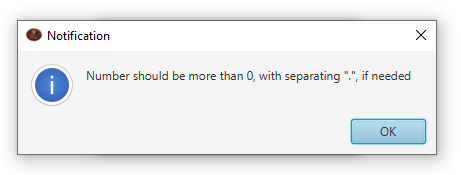 Notification
Number should be more than 0, with separating ".", if needed
OK